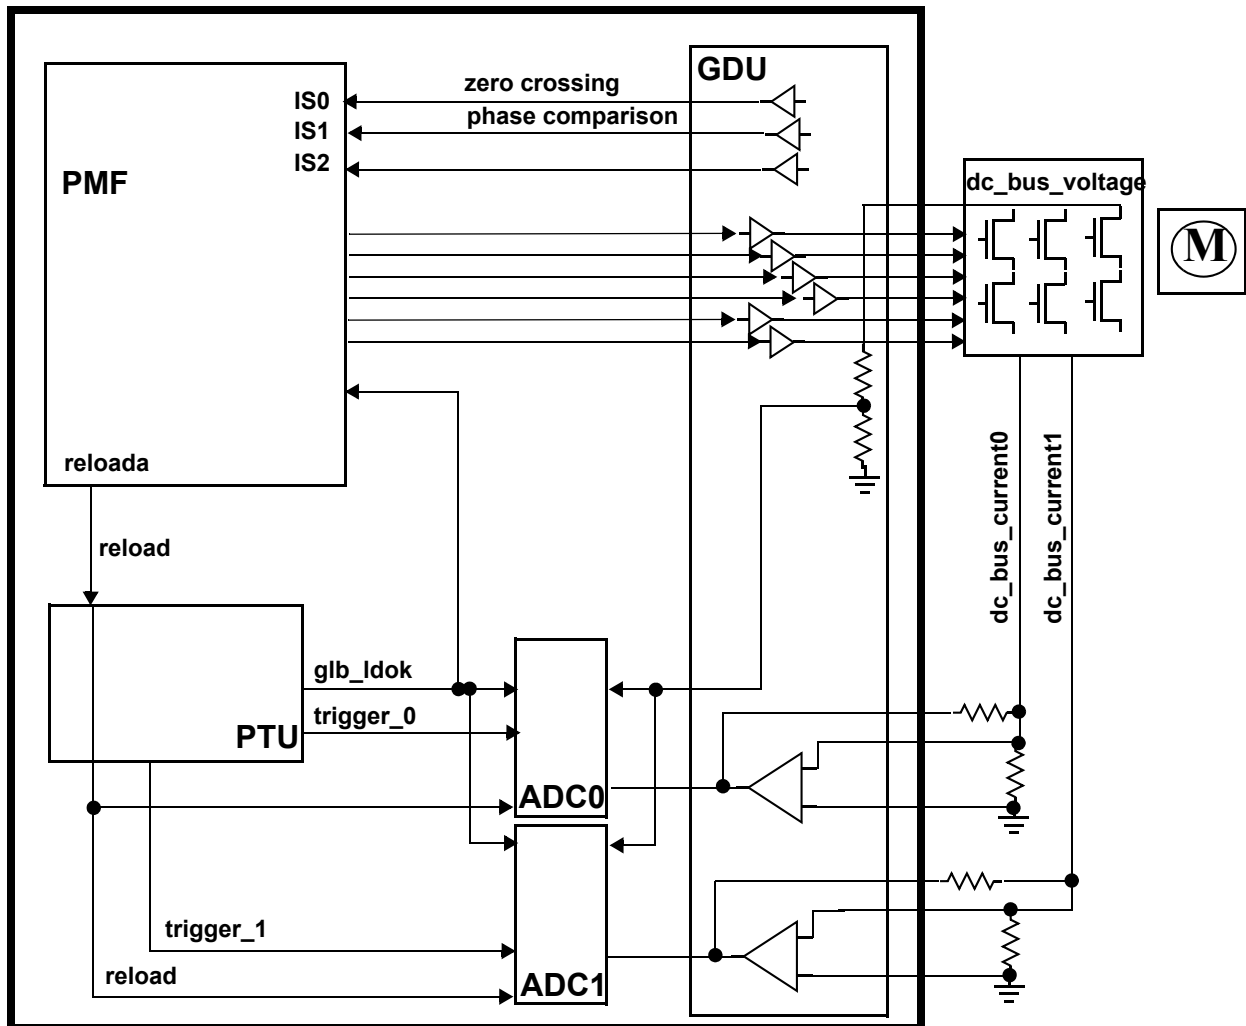 GDU
zero crossing
IS0
phase comparison
IS1
IS2
PMF
dc_bus_voltage
M
reloada
dc_bus_current0
dc_bus_current1
reload
glb_ldok
trigger_0
PTU
ADC0
trigger_1
reload
ADC1